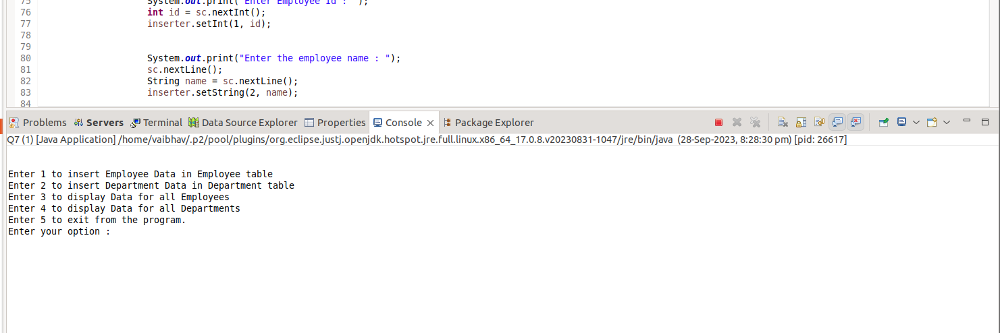 75 System.out.print("Enter Employee Id : ");
76 int id = sc.nextInt();
77 inserter.setInt(1, id);
78
79
80 System.out.print("Enter the employee name : ");
81 sc.nextLine();
82 String name = sc.nextLine();
83 inserter.setString(2, name);
84
Problems Servers Terminal Data Source Explorer Properties Console Package Explorer
Q7 (1) [Java Application] /home/vaibhav/.p2/pool/plugins/org.eclipse.justj.openjdk.hotspot.jre.full.linux.x86_64_17.0.8.v20230831-1047/jre/bin/java (28-Sep-2023, 8:28:30 pm) [pid: 26617]
Enter 1 to insert Employee Data in Employee table
Enter 2 to insert Department Data in Department table
Enter 3 to display Data for all Employees
Enter 4 to display Data for all Departments
Enter 5 to exit from the program.
Enter your option :